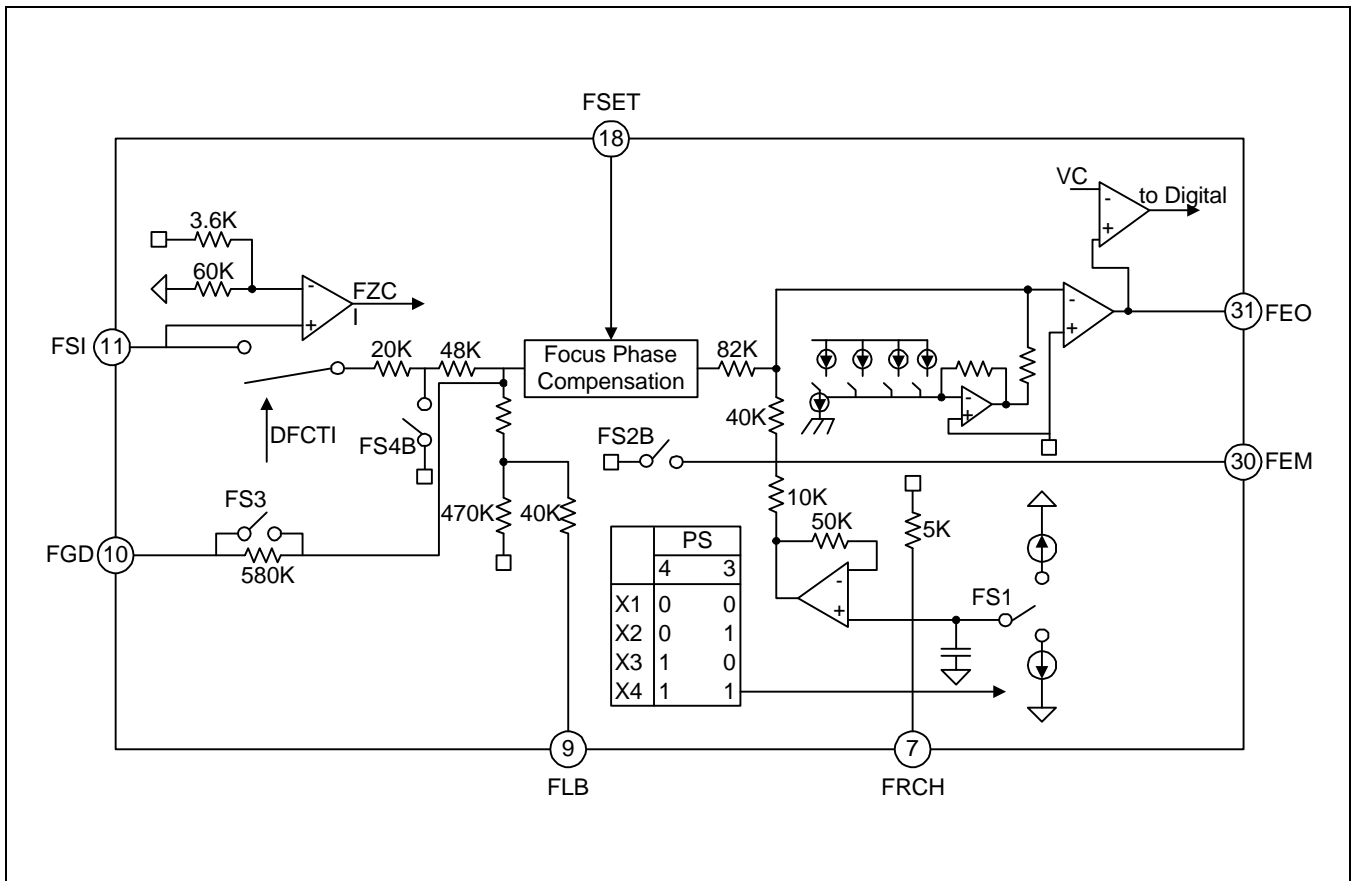 FSET
18
VC
to Digital
3.6K
-
60K
-
+
FZC
I
+
-
+
31
FEO
FSI
11
20K
48K
Focus Phase
Compensation
82K
-
+
DFCTI
FS4B
40K
FS2B
30
FEM
FS3
470K
40K
10K
50K
5K
FGD
10
580K
PS
4 3
X1 0 0
X2 0 1
X3 1 0
X4 1 1
-
+
FS1
9
7
FLB
FRCH